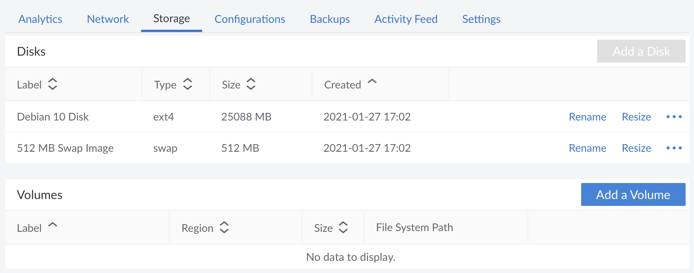 Analytics Network Storage Configurations Backups Activity Feed Settings
Disks Add a Disk
Label Type Size Created
Debian 10 Disk ext4 25088 MB 2021-01-27 17:02 Rename Resize •••
512 MB Swap Image swap 512 MB 2021-01-27 17:02 Rename Resize •••
Volumes Add a Volume
Label Region Size File System Path
No data to display.